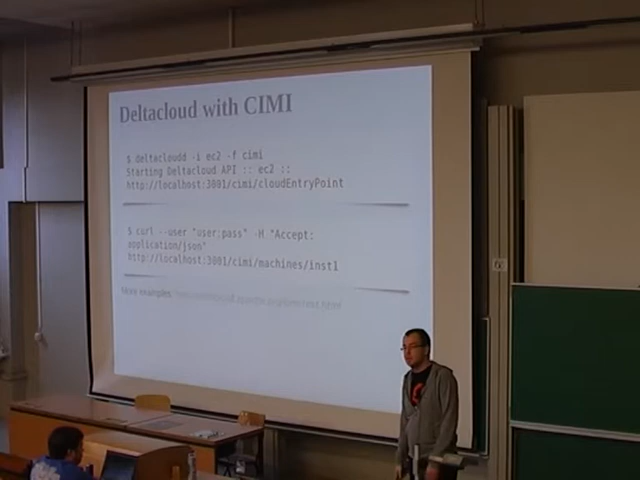 Deltacloud with CIMI
$ deltacloudd -i ec2 -f cimi
Starting Deltacloud API :: ec2 ::
http://localhost:3001/cimi/cloudEntryPoint
$ curl --user "user:pass" -H "Accept:
application/json"
http://localhost:3001/cimi/machines/inst1
More examples: